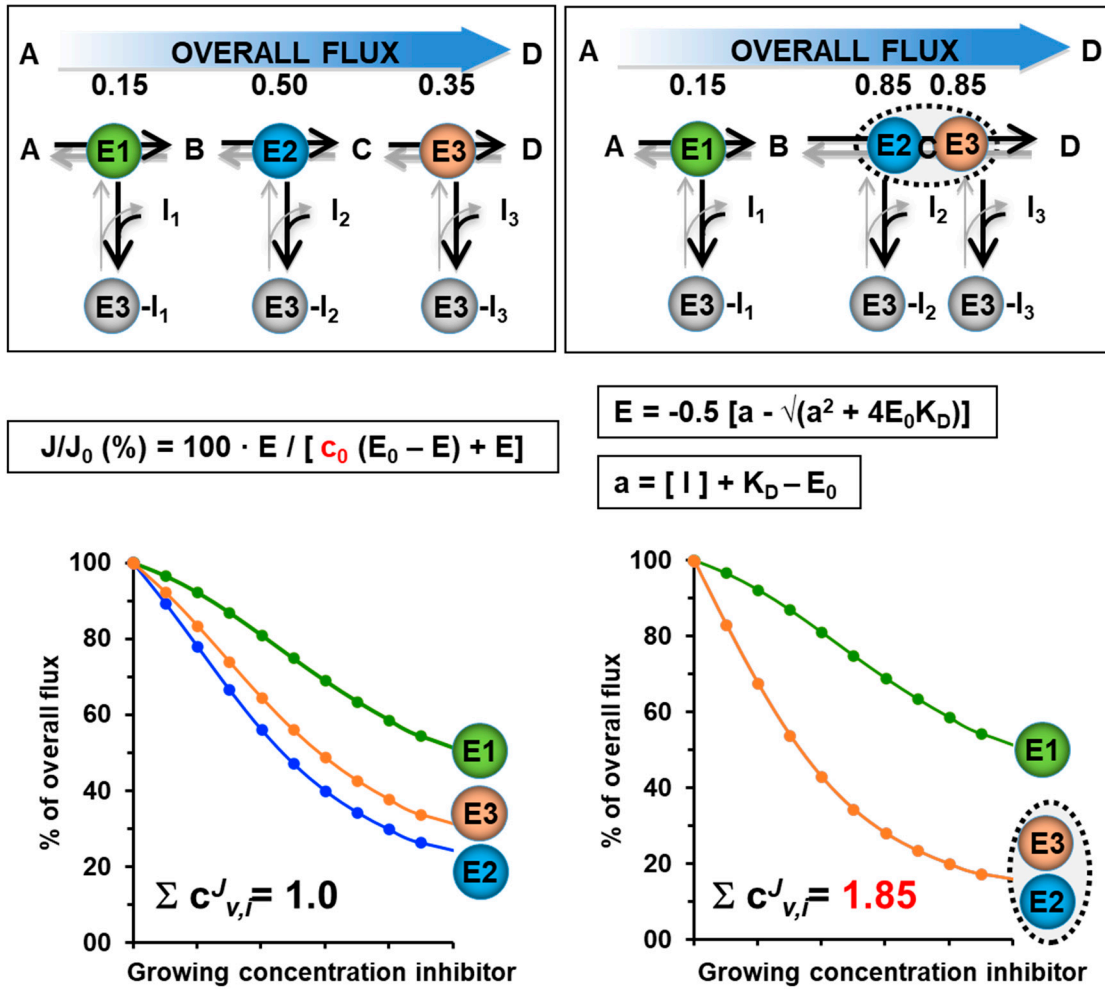 A OVERALL FLUX D
0.15 0.50 0.35
A E1 B E2 C E3 D
I₁ I₂ I₃
E3-I₁ E3-I₂ E3-I₃
A OVERALL FLUX D
0.15 0.85 0.85
A E1 B E2 C E3 D
I₁ I₂ I₃
E3-I₁ E3-I₂ E3-I₃
J/J₀ (%) = 100 · E / [ c₀ (E₀ – E) + E]
E = -0.5 [a - √(a² + 4E₀K_D)]
a = [ I ] + K_D – E₀
% of overall flux
100
80
60
40
20
00
E1
E3
E2
Σ c^J_v,i = 1.0
Growing concentration inhibitor
% of overall flux
100
80
60
40
20
00
E1
E3
E2
Σ c^J_v,i = 1.85
Growing concentration inhibitor